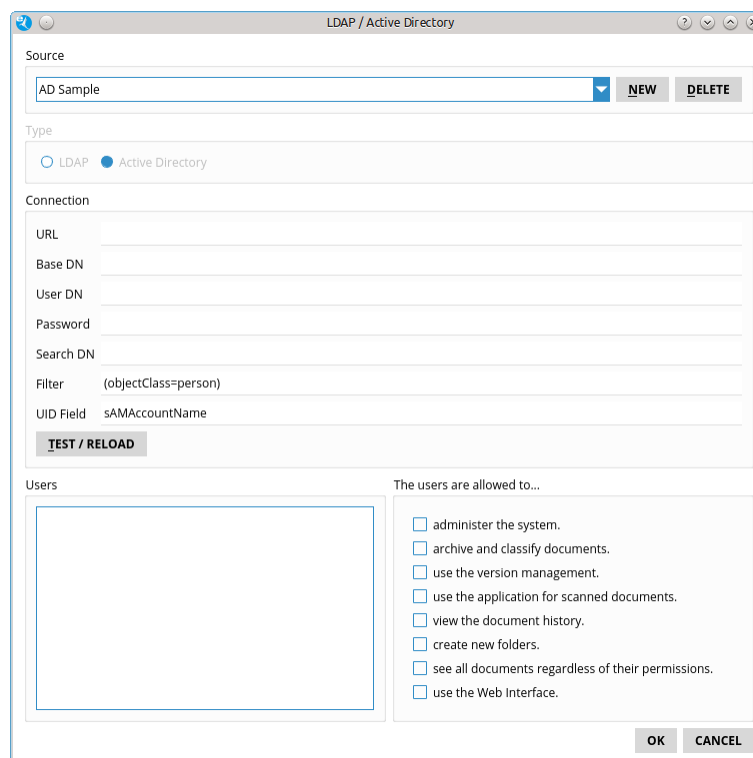 LDAP / Active Directory
Source
AD Sample
NEW
DELETE
Type
LDAP
Active Directory
Connection
URL
Base DN
User DN
Password
Search DN
Filter (objectClass=person)
UID Field sAMAccountName
TEST / RELOAD
Users
The users are allowed to...
administer the system.
archive and classify documents.
use the version management.
use the application for scanned documents.
view the document history.
create new folders.
see all documents regardless of their permissions.
use the Web Interface.
OK
CANCEL